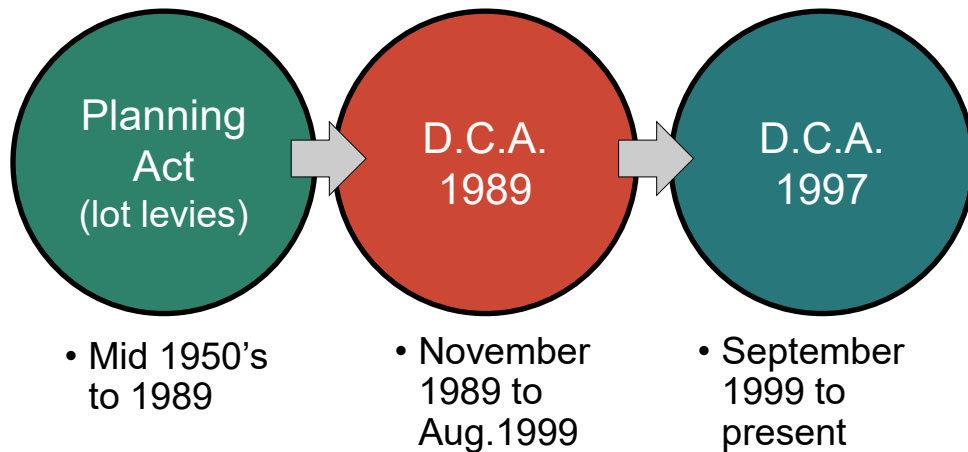 Planning
Act
(lot levies)
D.C.A.
1989
D.C.A.
1997
• Mid 1950's
to 1989
• November
1989 to
Aug.1999
• September
1999 to
present